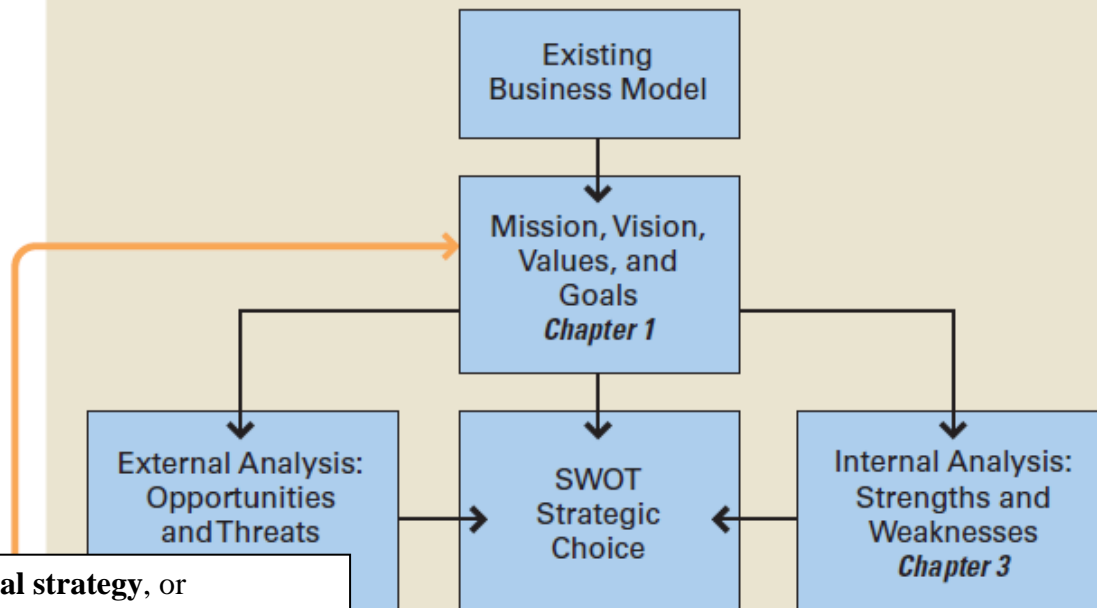 Existing
Business Model
Mission, Vision,
Values, and
Goals
Chapter 1
External Analysis:
Opportunities
and Threats
SWOT
Strategic
Choice
Internal Analysis:
Strengths and
Weaknesses
Chapter 3
strategy, or